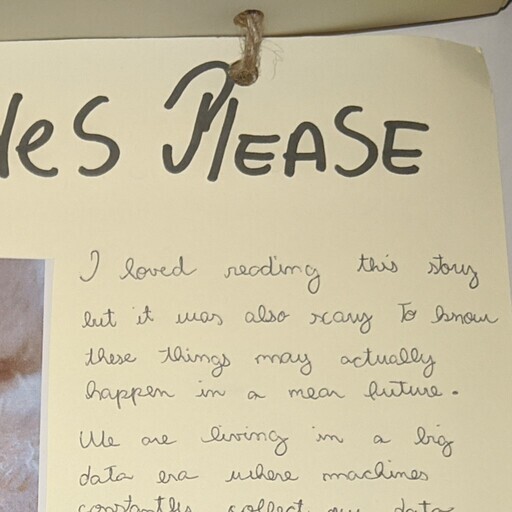 es PLEASE
I loved reading this story
but it was also scary to know
these things may actually
happen in a near future.
We are living in a big
data era where machines
constantly collect our data